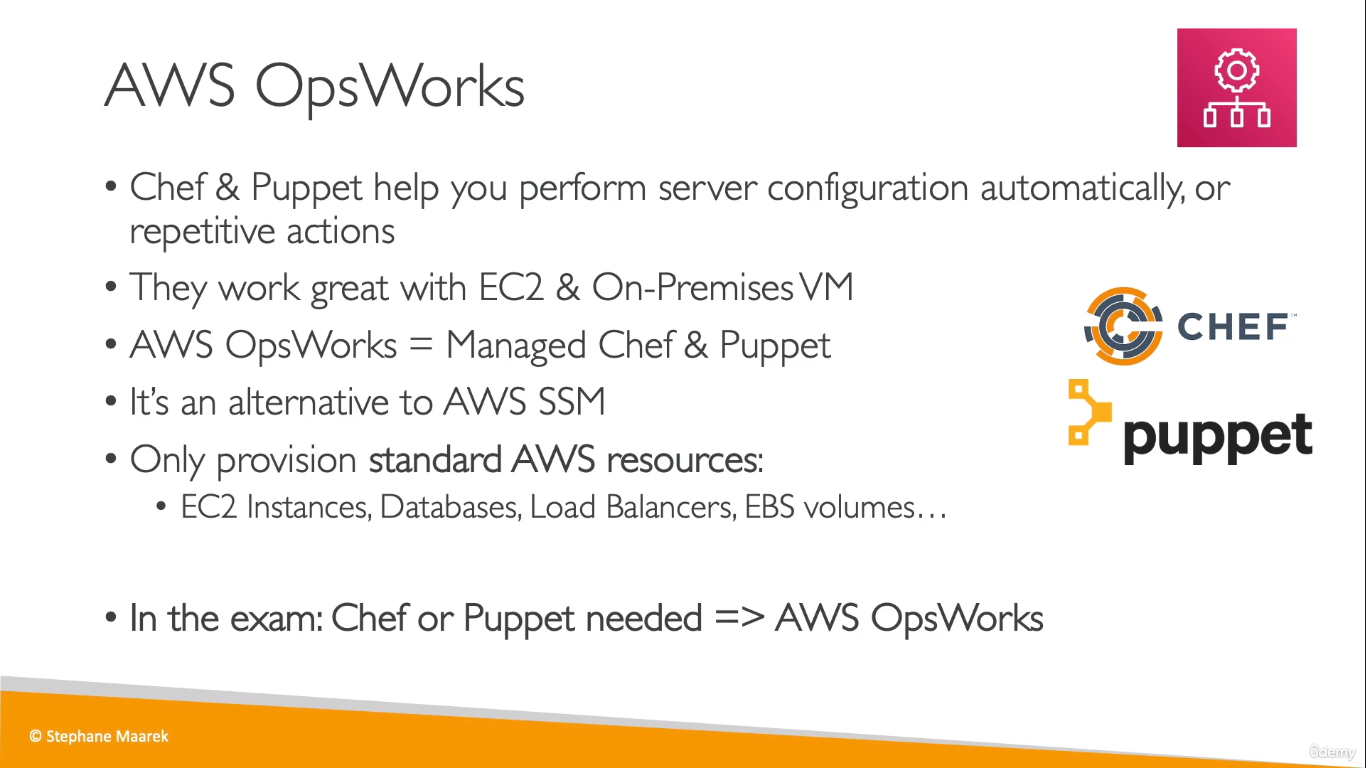 AWS OpsWorks
• Chef & Puppet help you perform server configuration automatically, or
repetitive actions
• They work great with EC2 & On-Premises VM
• AWS OpsWorks = Managed Chef & Puppet
• It's an alternative to AWS SSM
• Only provision standard AWS resources:
• EC2 Instances, Databases, Load Balancers, EBS volumes…
CHEF™
puppet
• In the exam: Chef or Puppet needed => AWS OpsWorks
© Stephane Maarek
ûdemy